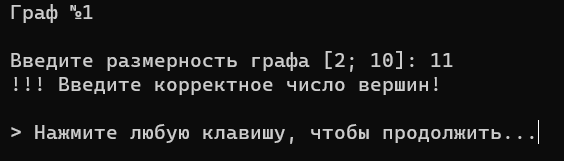 Граф №1
Введите размерность графа [2; 10]: 11
!!! Введите корректное число вершин!
> Нажмите любую клавишу, чтобы продолжить...